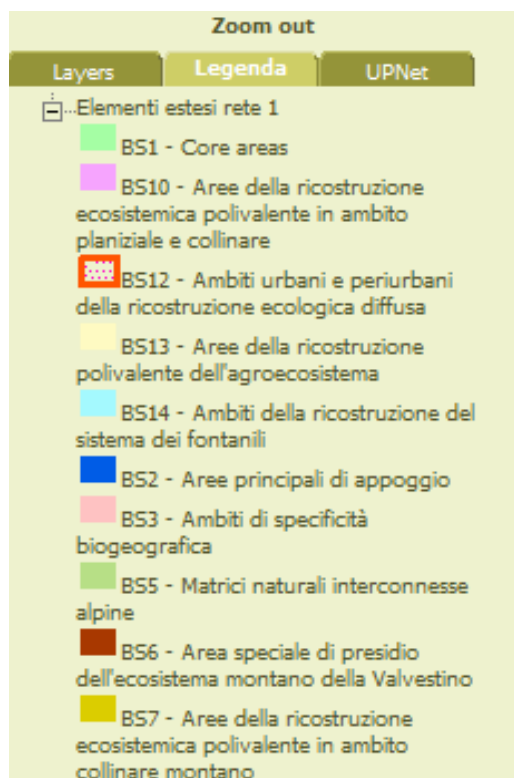 Zoom out
Layers Legenda UPNet
Elementi estesi rete 1
BS1 - Core areas
BS10 - Aree della ricostruzione
ecosistemica polivalente in ambito
planiziale e collinare
BS12 - Ambiti urbani e periurbani
della ricostruzione ecologica diffusa
BS13 - Aree della ricostruzione
polivalente dell'agroecosistema
BS14 - Ambiti della ricostruzione del
sistema dei fontanili
BS2 - Aree principali di appoggio
BS3 - Ambiti di specificità
biogeografica
BS5 - Matrici naturali interconnesse
alpine
BS6 - Area speciale di presidio
dell'ecosistema montano della Valvestino
BS7 - Aree della ricostruzione
ecosistemica polivalente in ambito
collinare montano